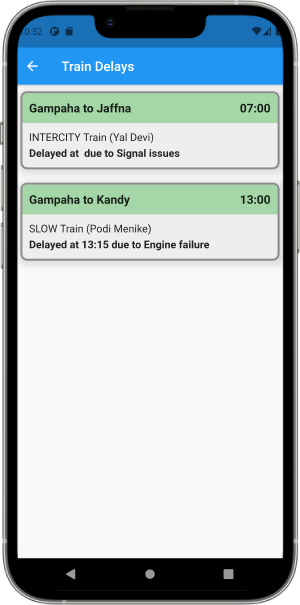 10:52
Train Delays
Gampaha to Jaffna 07:00
INTERCITY Train (Yal Devi)
Delayed at  due to Signal issues
Gampaha to Kandy 13:00
SLOW Train (Podi Menike)
Delayed at 13:15 due to Engine failure